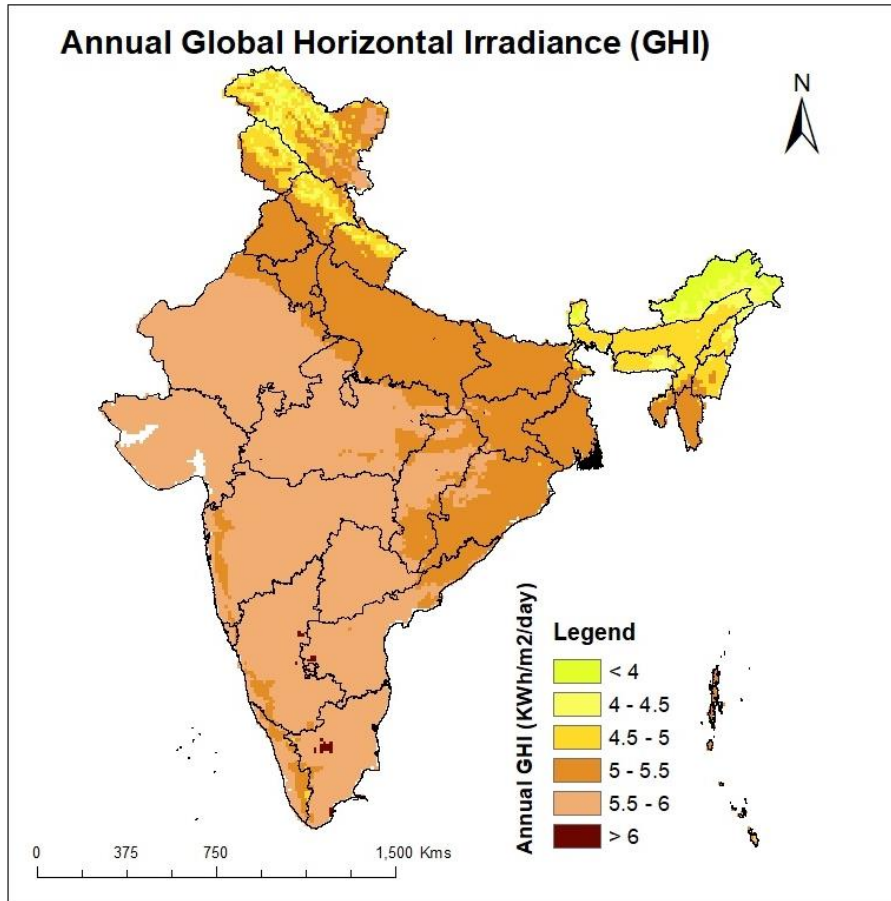 Annual Global Horizontal Irradiance (GHI)
N
Annual GHI (KWh/m2/day)
Legend
< 4
4 - 4.5
4.5 - 5
5 - 5.5
5.5 - 6
> 6
0 375 750 1,500 Kms